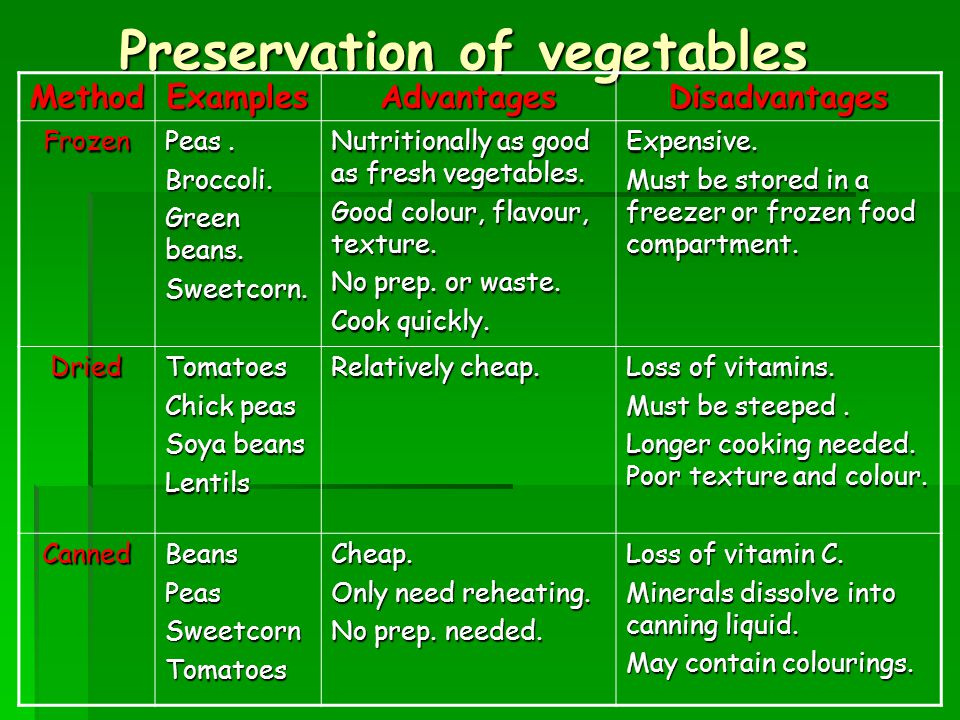 Preservation of vegetables
Method Examples Advantages Disadvantages
Frozen
Peas .
Broccoli.
Green
beans.
Sweetcorn.
Nutritionally as good
as fresh vegetables.
Good colour, flavour,
texture.
No prep. or waste.
Cook quickly.
Expensive.
Must be stored in a
freezer or frozen food
compartment.
Dried
Tomatoes
Chick peas
Soya beans
Lentils
Relatively cheap.
Loss of vitamins.
Must be steeped .
Longer cooking needed.
Poor texture and colour.
Canned
Beans
Peas
Sweetcorn
Tomatoes
Cheap.
Only need reheating.
No prep. needed.
Loss of vitamin C.
Minerals dissolve into
canning liquid.
May contain colourings.